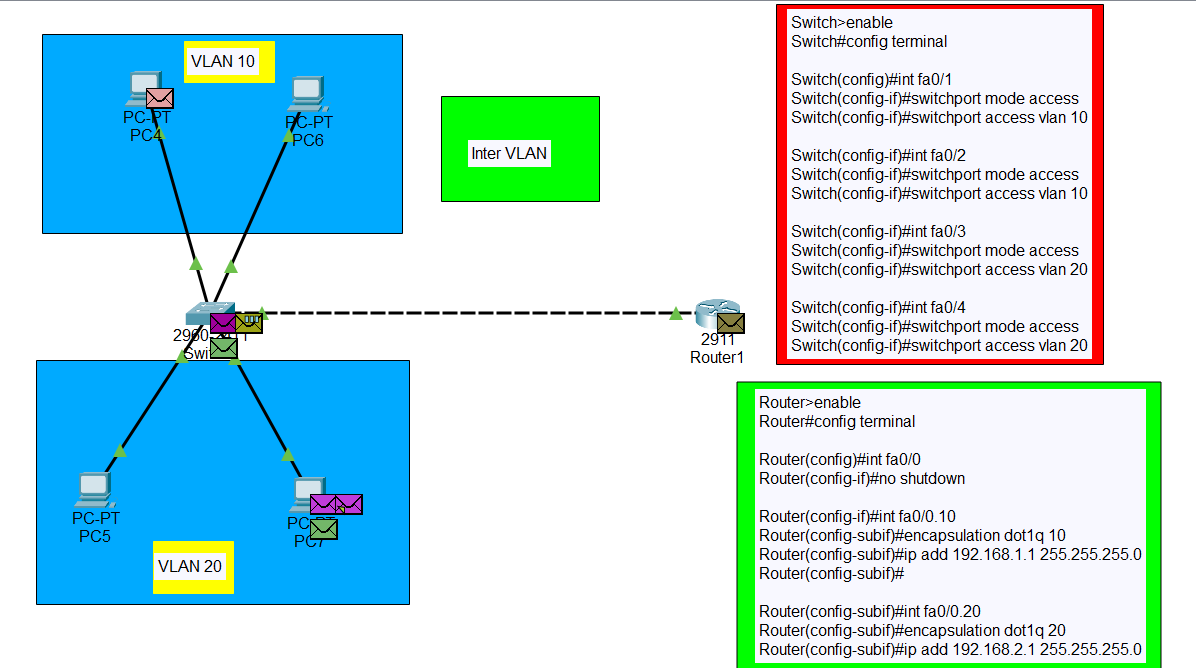 VLAN 10
PC-PT
PC4
PC-PT
PC6
Inter VLAN
2911
Router1
PC-PT
PC5
PC7
VLAN 20
Switch>enable
Switch#config terminal
Switch(config)#int fa0/1
Switch(config-if)#switchport mode access
Switch(config-if)#switchport access vlan 10
Switch(config-if)#int fa0/2
Switch(config-if)#switchport mode access
Switch(config-if)#switchport access vlan 10
Switch(config-if)#int fa0/3
Switch(config-if)#switchport mode access
Switch(config-if)#switchport access vlan 20
Switch(config-if)#int fa0/4
Switch(config-if)#switchport mode access
Switch(config-if)#switchport access vlan 20
Router>enable
Router#config terminal
Router(config)#int fa0/0
Router(config-if)#no shutdown
Router(config-if)#int fa0/0.10
Router(config-subif)#encapsulation dot1q 10
Router(config-subif)#ip add 192.168.1.1 255.255.255.0
Router(config-subif)#
Router(config-subif)#int fa0/0.20
Router(config-subif)#encapsulation dot1q 20
Router(config-subif)#ip add 192.168.2.1 255.255.255.0